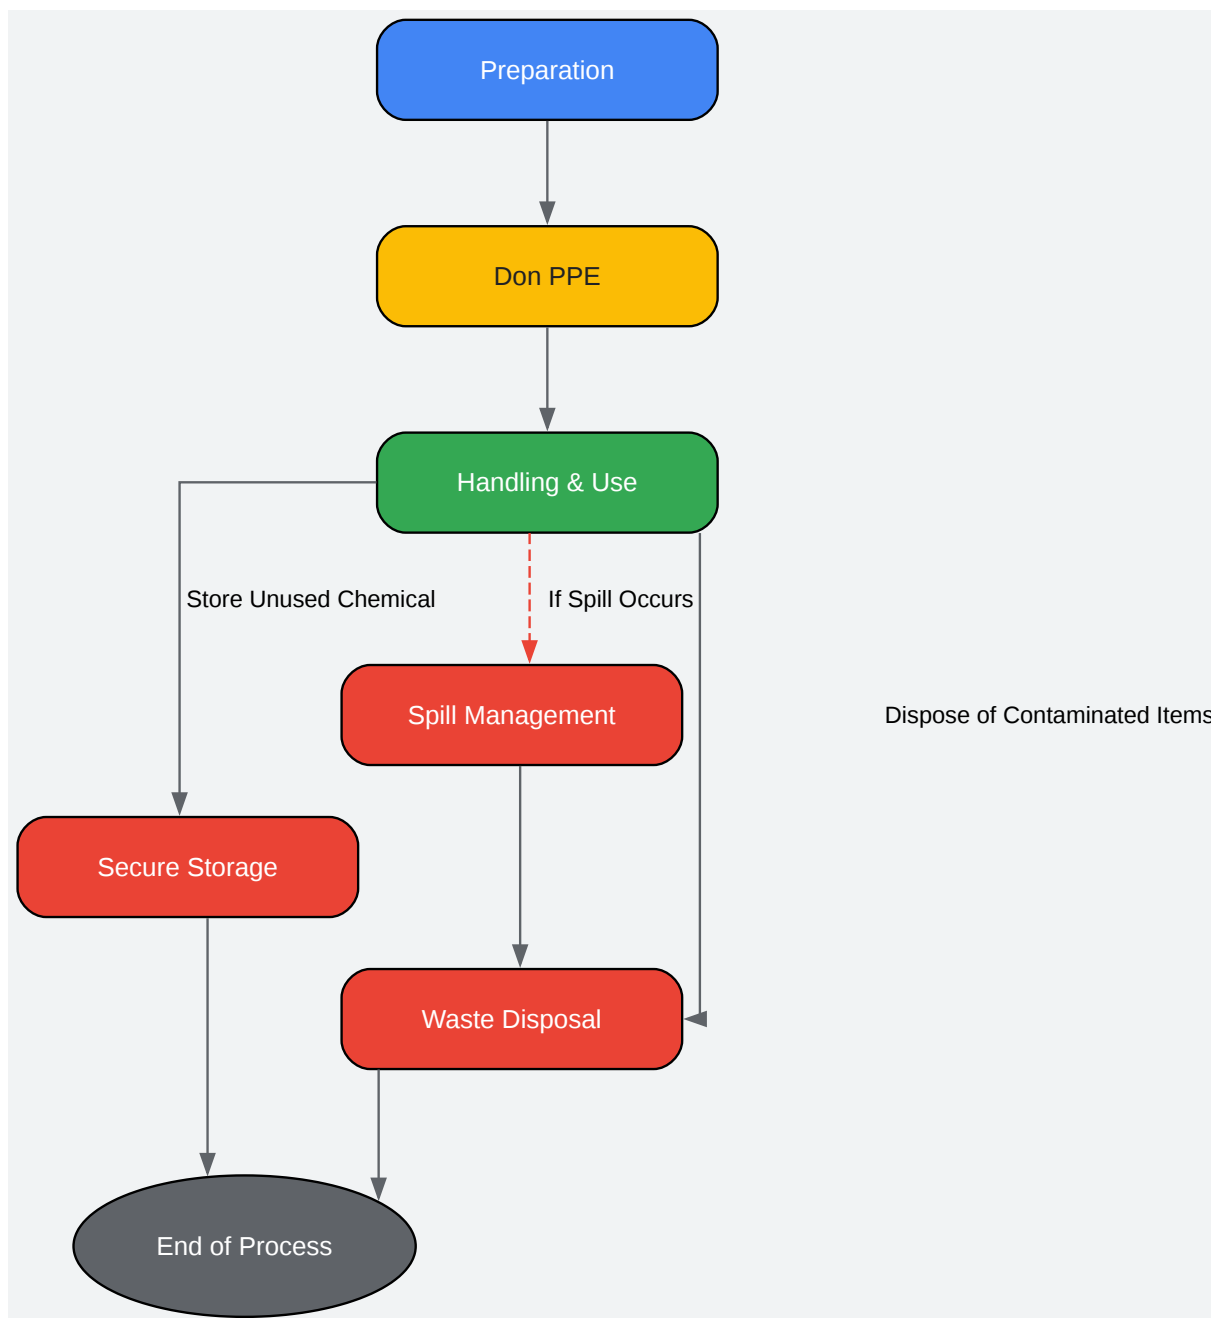 Preparation
Don PPE
Handling & Use
Store Unused Chemical
If Spill Occurs
Spill Management
Dispose of Contaminated Items
Secure Storage
Waste Disposal
End of Process